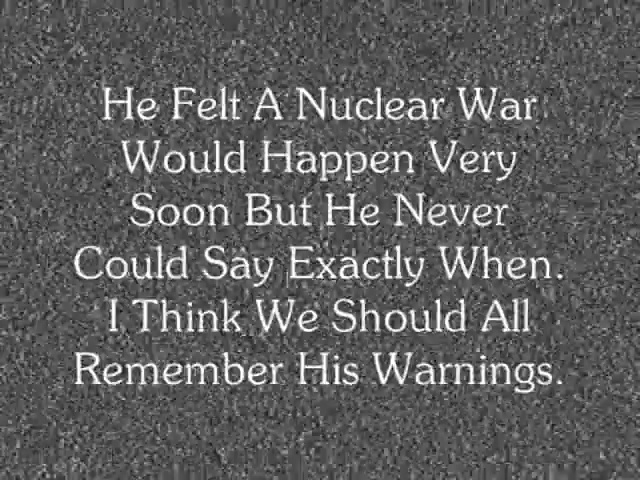 He Felt A Nuclear War
Would Happen Very
Soon But He Never
Could Say Exactly When.
I Think We Should All
Remember His Warnings.